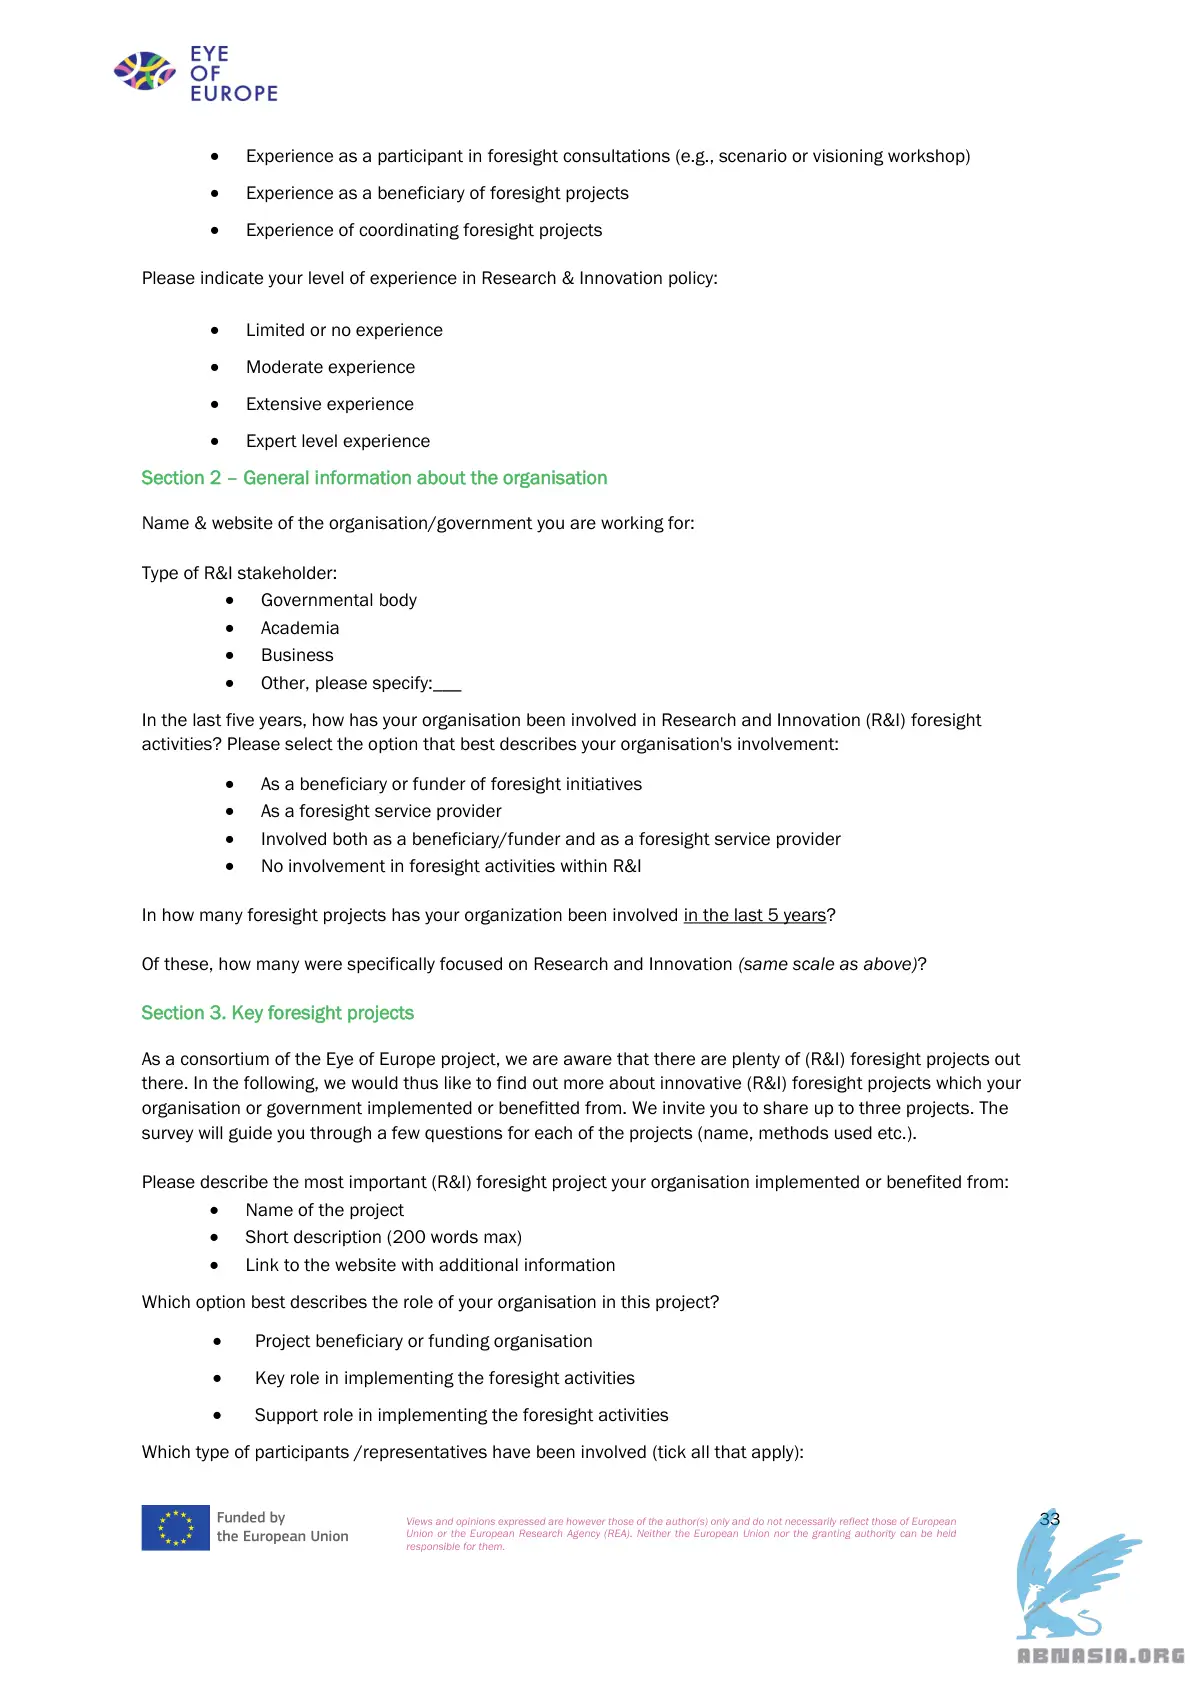 EYE
OF
EUROPE
• Experience as a participant in foresight consultations (e.g., scenario or visioning workshop)
• Experience as a beneficiary of foresight projects
• Experience of coordinating foresight projects
Please indicate your level of experience in Research & Innovation policy:
• Limited or no experience
• Moderate experience
• Extensive experience
• Expert level experience
Section 2 – General information about the organisation
Name & website of the organisation/government you are working for:
Type of R&I stakeholder:
• Governmental body
• Academia
• Business
• Other, please specify:___
In the last five years, how has your organisation been involved in Research and Innovation (R&I) foresight
activities? Please select the option that best describes your organisation's involvement:
• As a beneficiary or funder of foresight initiatives
• As a foresight service provider
• Involved both as a beneficiary/funder and as a foresight service provider
• No involvement in foresight activities within R&I
In how many foresight projects has your organization been involved in the last 5 years?
Of these, how many were specifically focused on Research and Innovation (same scale as above)?
Section 3. Key foresight projects
As a consortium of the Eye of Europe project, we are aware that there are plenty of (R&I) foresight projects out
there. In the following, we would thus like to find out more about innovative (R&I) foresight projects which your
organisation or government implemented or benefitted from. We invite you to share up to three projects. The
survey will guide you through a few questions for each of the projects (name, methods used etc.).
Please describe the most important (R&I) foresight project your organisation implemented or benefited from:
• Name of the project
• Short description (200 words max)
• Link to the website with additional information
Which option best describes the role of your organisation in this project?
• Project beneficiary or funding organisation
• Key role in implementing the foresight activities
• Support role in implementing the foresight activities
Which type of participants /representatives have been involved (tick all that apply):
Funded by
the European Union
Views and opinions expressed are however those of the author(s) only and do not necessarily reflect those of European
Union or the European Research Agency (REA). Neither the European Union nor the granting authority can be held
responsible for them.
33
ABNASIA.ORG